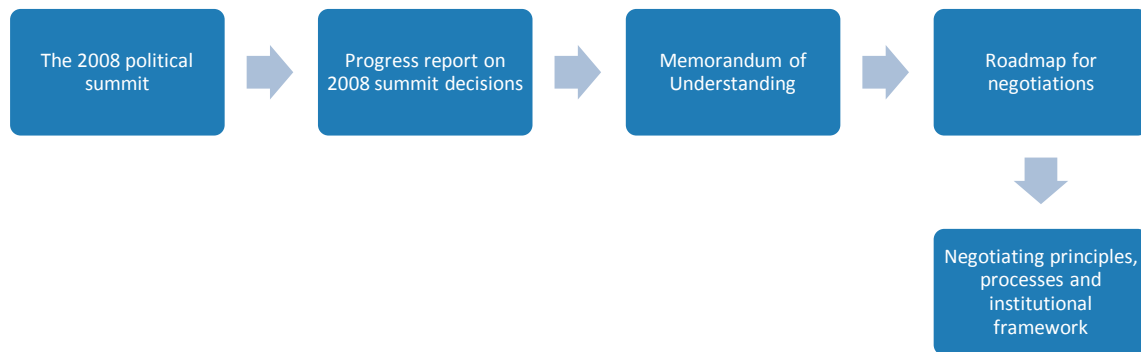 The 2008 political
summit
Progress report on
2008 summit decisions
Memorandum of
Understanding
Roadmap for
negotiations
Negotiating principles,
processes and
institutional
framework